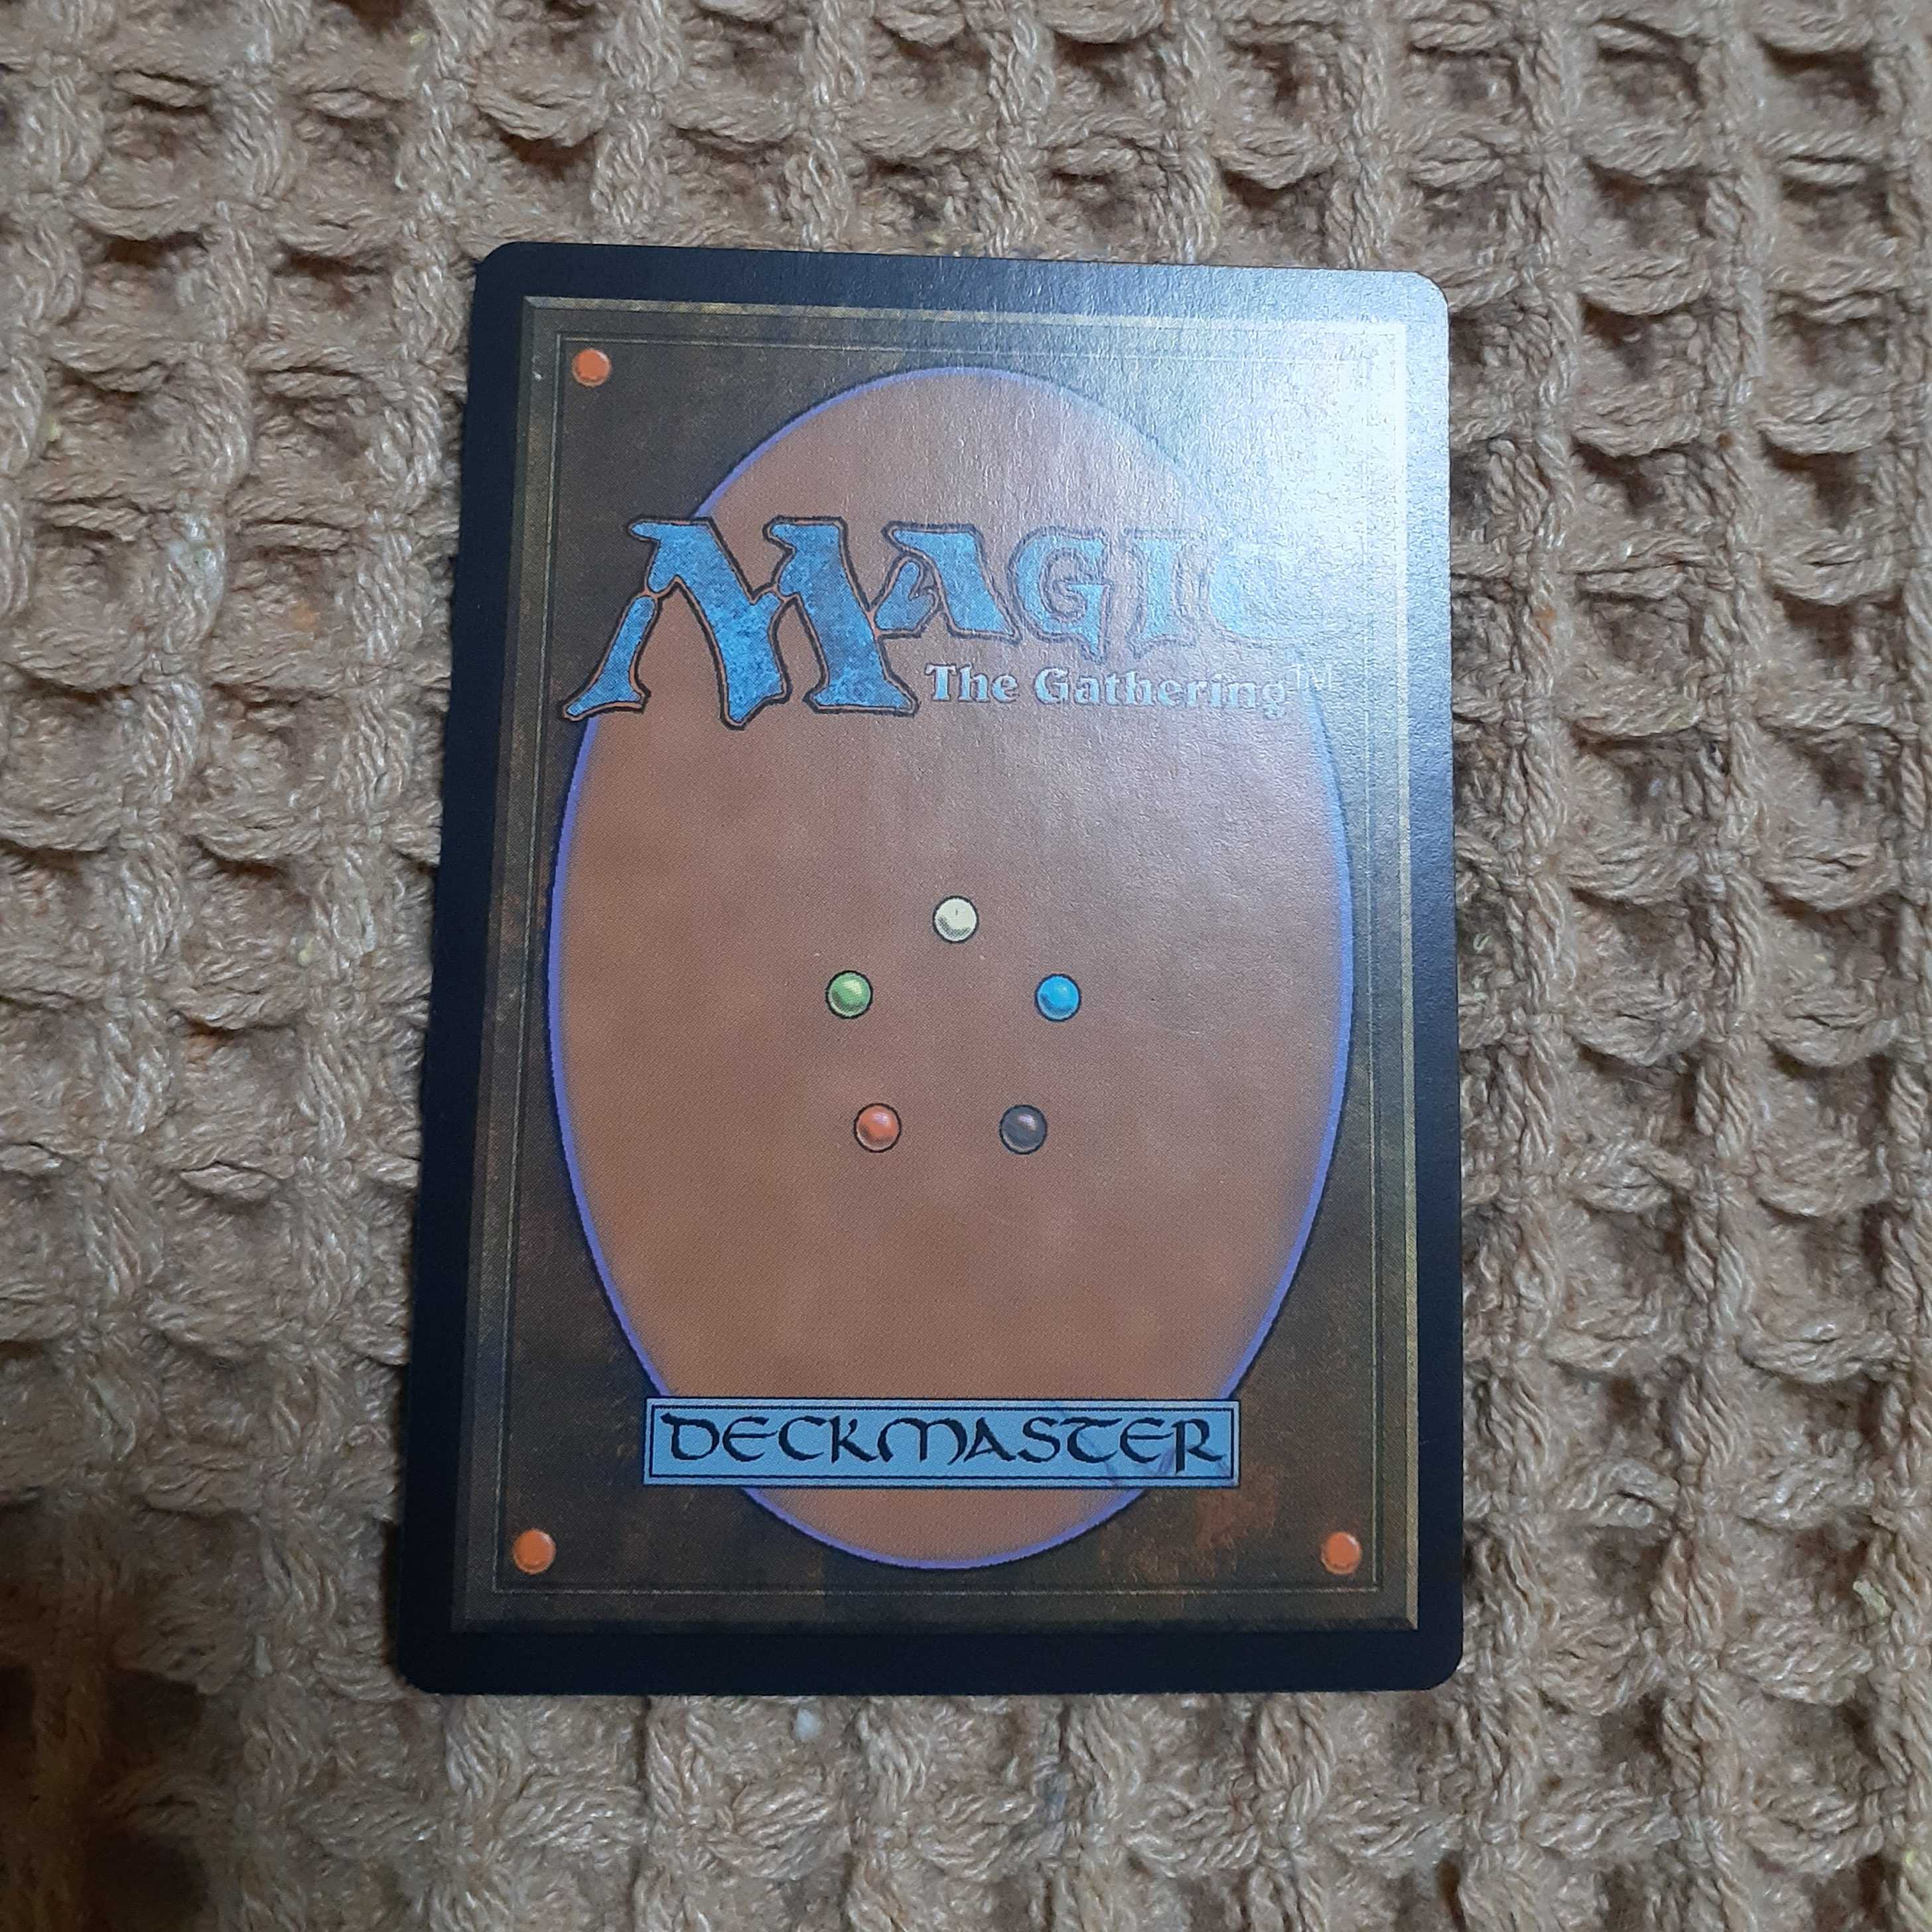 MAGIC
The Gathering™
DECKMASTER